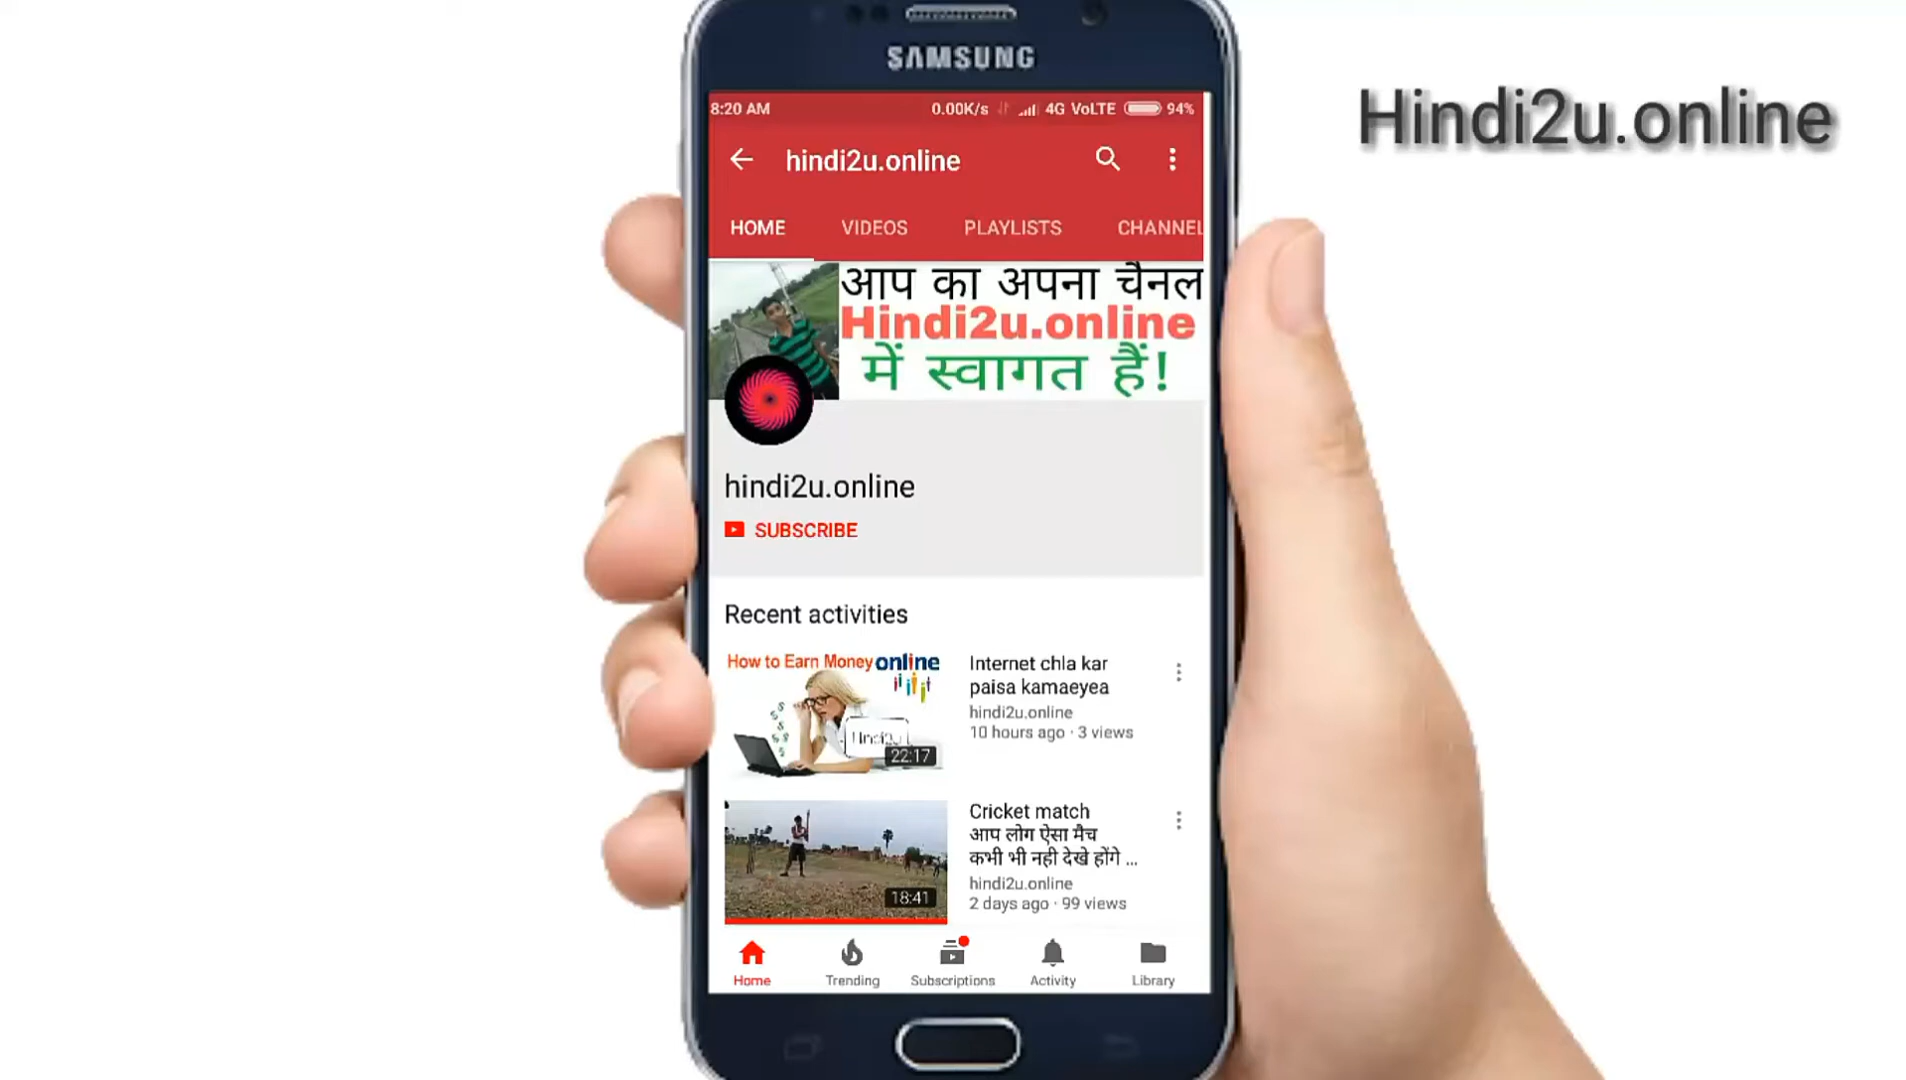 SAMSUNG
Hindi2u.online
8:20 AM 0.00K/s 4G VoLTE 94%
hindi2u.online
HOME VIDEOS PLAYLISTS CHANNEL
आप का अपना चैनल
Hindi2u.online
में स्वागत हैं!
hindi2u.online
SUBSCRIBE
Recent activities
How to Earn Money online
22:17
Internet chla kar
paisa kamaeyea
hindi2u.online
10 hours ago · 3 views
18:41
Cricket match
आप लोग ऐसा मैच
कभी भी नही देखे होंगे ...
hindi2u.online
2 days ago · 99 views
Home Trending Subscriptions Activity Library